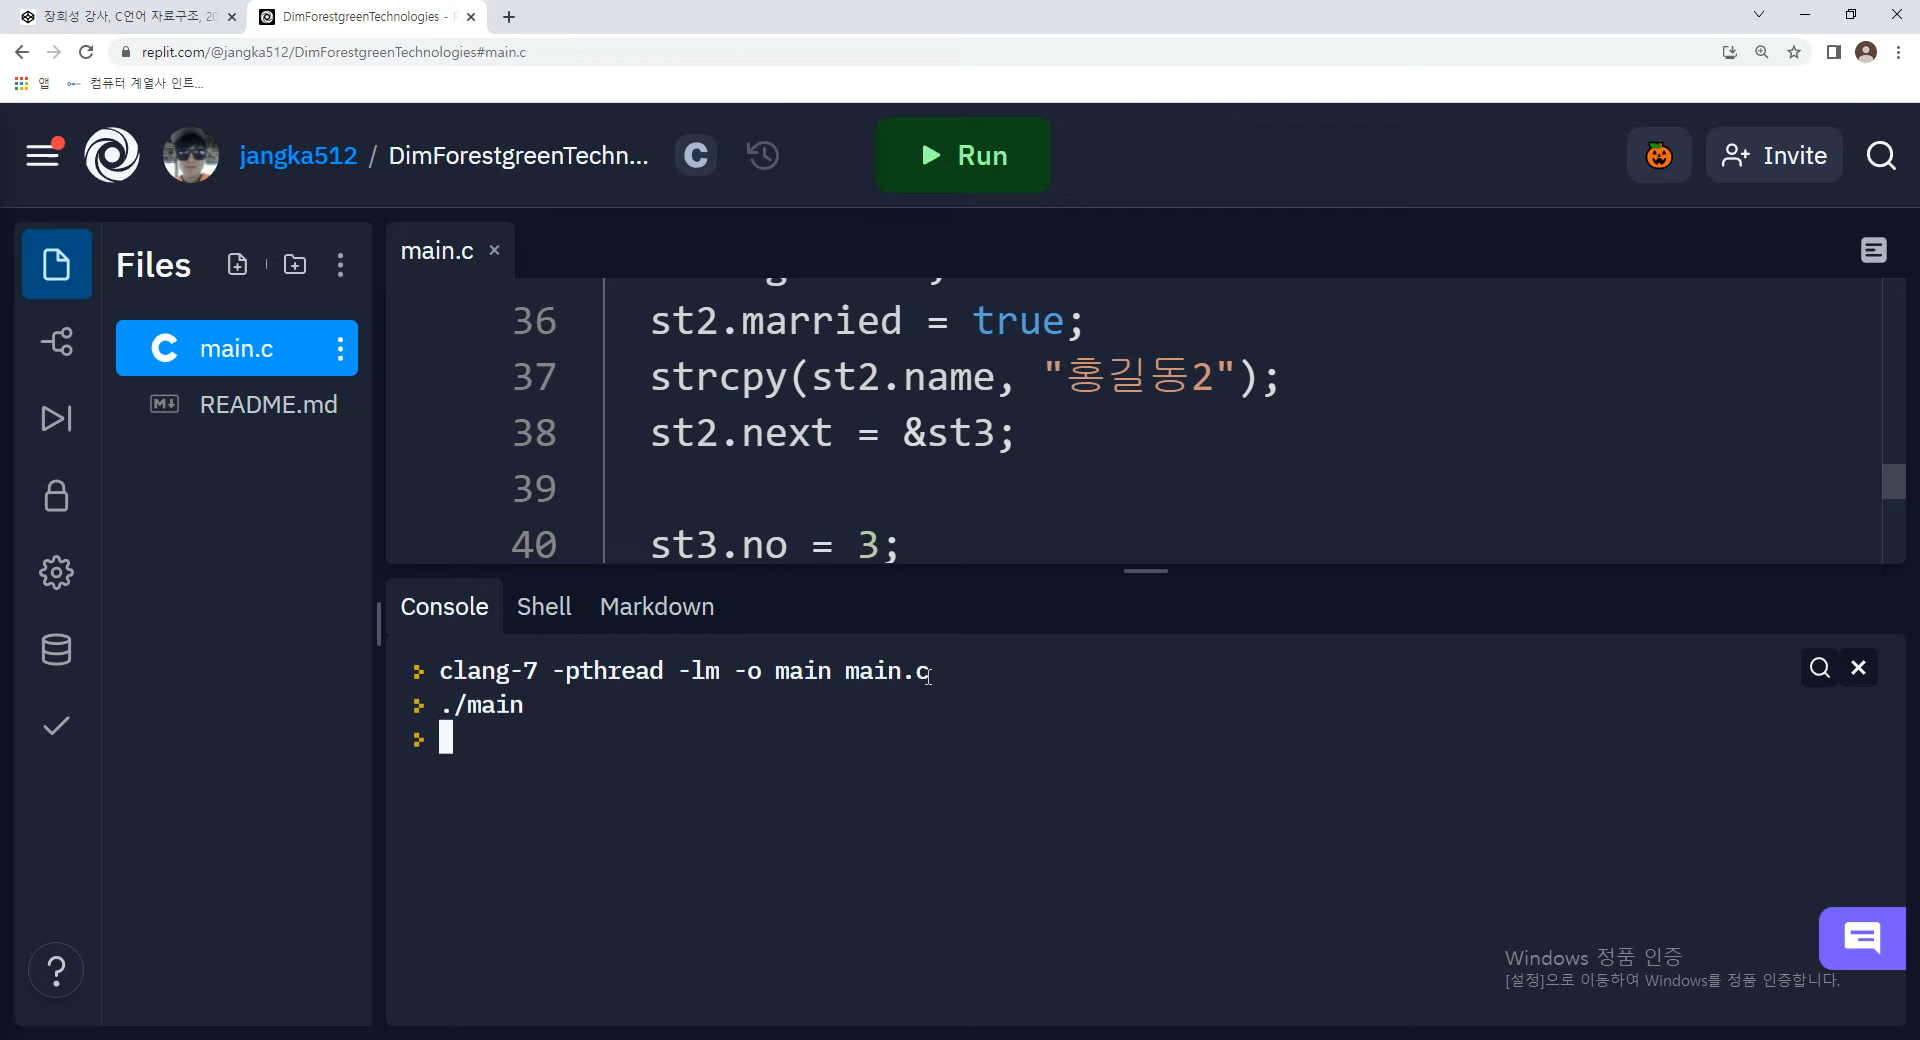 장희성 강사, C언어 자료구조, 20
DimForestgreenTechnologies -
replit.com/@jangka512/DimForestgreenTechnologies#main.c
앱
컴퓨터 계열사 인트...
jangka512 / DimForestgreenTechn...
C
Run
Invite
Files
main.c
README.md
main.c
36 st2.married = true;
37 strcpy(st2.name, "홍길동2");
38 st2.next = &st3;
39
40 st3.no = 3;
Console
Shell
Markdown
clang-7 -pthread -lm -o main main.c
./main
Windows 정품 인증
[설정]으로 이동하여 Windows를 정품 인증합니다.